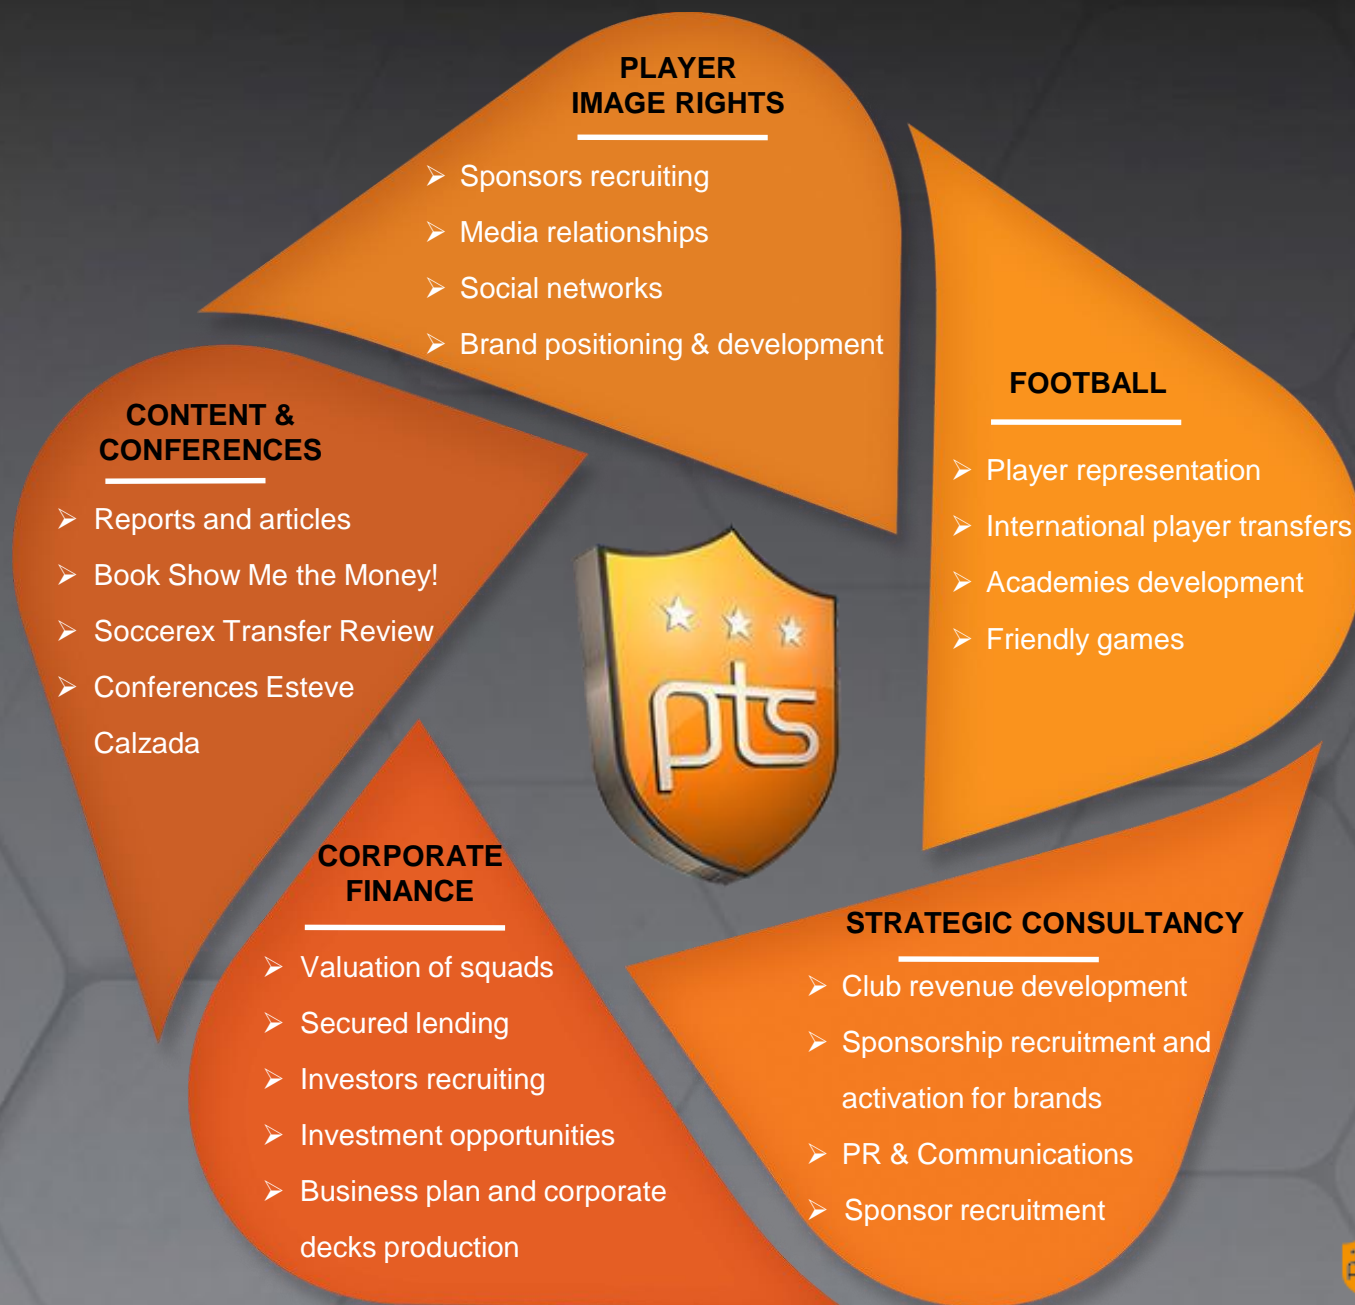 PLAYER
IMAGE RIGHTS
➢ Sponsors recruiting
➢ Media relationships
➢ Social networks
➢ Brand positioning & development
FOOTBALL
➢ Player representation
➢ International player transfers
➢ Academies development
➢ Friendly games
CONTENT &
CONFERENCES
➢ Reports and articles
➢ Book Show Me the Money!
➢ Soccerex Transfer Review
➢ Conferences Esteve
Calzada
pts
CORPORATE
FINANCE
➢ Valuation of squads
➢ Secured lending
➢ Investors recruiting
➢ Investment opportunities
➢ Business plan and corporate
decks production
STRATEGIC CONSULTANCY
➢ Club revenue development
➢ Sponsorship recruitment and
activation for brands
➢ PR & Communications
➢ Sponsor recruitment